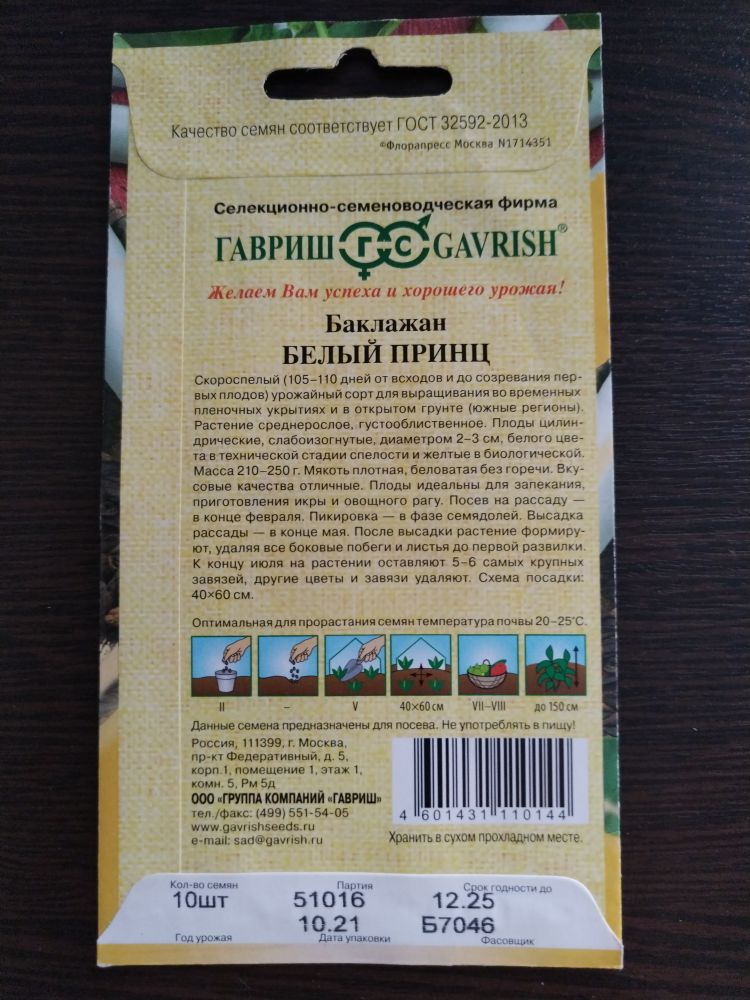 Качество семян соответствует ГОСТ 32592-2013
©Флорапресс Москва N1714351
Селекционно-семеноводческая фирма
ГАВРИШ ГС GAVRISH®
Желаем Вам успеха и хорошего урожая!
Баклажан
БЕЛЫЙ ПРИНЦ
Скороспелый (105–110 дней от всходов и до созревания пер-
вых плодов) урожайный сорт для выращивания во временных
пленочных укрытиях и в открытом грунте (южные регионы).
Растение среднерослое, густооблиственное. Плоды цилин-
дрические, слабоизогнутые, диаметром 2–3 см, белого цве-
та в технической стадии спелости и желтые в биологической.
Масса 210–250 г. Мякоть плотная, беловатая без горечи. Вку-
совые качества отличные. Плоды идеальны для запекания,
приготовления икры и овощного рагу. Посев на рассаду —
в конце февраля. Пикировка — в фазе семядолей. Высадка
рассады — в конце мая. После высадки растение формиру-
ют, удаляя все боковые побеги и листья до первой развилки.
К концу июля на растении оставляют 5–6 самых крупных
завязей, другие цветы и завязи удаляют. Схема посадки:
40×60 см.
Оптимальная для прорастания семян температура почвы 20–25°С.
II – V 40×60 см VII–VIII до 150 см
Данные семена предназначены для посева. Не употреблять в пищу!
Россия, 111399, г. Москва,
пр-кт Федеративный, д. 5,
корп.1, помещение 1, этаж 1,
комн. 5, Рм 5д
ООО «ГРУППА КОМПАНИЙ «ГАВРИШ»
тел./факс: (499) 551-54-05
www.gavrishseeds.ru
e-mail: sad@gavrish.ru
4 601431 110144
Хранить в сухом прохладном месте.
Кол-во семян Партия Срок годности до
10шт 51016 12.25
10.21 Б7046
Год урожая Дата упаковки Фасовщик